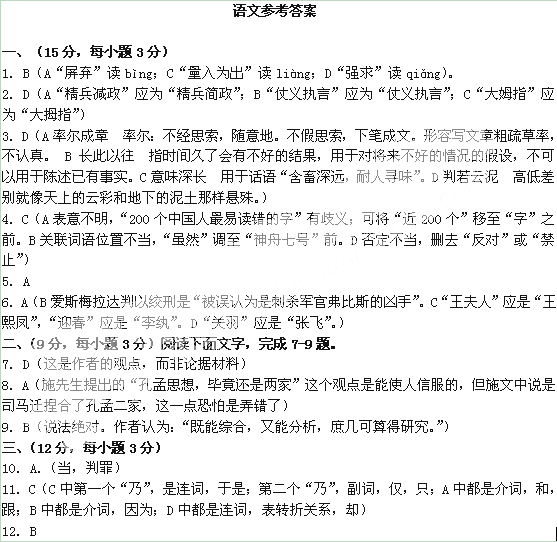 语文参考答案
一、（15分，每小题3分）
1. B（A“屏弃”读bìng；C“量入为出”读liàng；D“强求”读qiǎng）。
2. D（A“精兵减政”应为“精兵简政”；B“仗义执言”应为“仗义执言”；C“大姆指”应
为“大拇指”）
3. D（A率尔成章　率尔：不经思索，随意地。不假思索，下笔成文。形容写文章粗疏草率，
不认真。 B 长此以往　指时间久了会有不好的结果，用于对将来不好的情况的假设，不可
以用于陈述已有事实。C意味深长　用于话语“含畜深远，耐人寻味”。D判若云泥　高低差
别就像天上的云彩和地下的泥土那样悬殊。）
4. C（A表意不明，“200个中国人最易读错的字”有歧义；可将“近200个”移至“字”之
前。B关联词语位置不当，“虽然”调至“神舟七号”前。D否定不当，删去“反对”或“禁
止”）
5. A
6. A（B爱斯梅拉达判以绞刑是“被误认为是刺杀军官弗比斯的凶手”。C“王夫人”应是“王
熙凤”，“迎春”应是“李纨”。D“关羽”应是“张飞”。）
二、（9分，每小题3分）阅读下面文字，完成7-9题。
7. D（这是作者的观点，而非论据材料）
8. A（施先生提出的“孔孟思想，毕竟还是两家”这个观点是能使人信服的，但施文中说是
司马迁捏合了孔孟二家，这一点恐怕是弄错了）
9. B（说法绝对。作者认为：“既能综合，又能分析，庶几可算得研究。”）
三、（12分，每小题3分）
10. A.（当，判罪）
11. C（C中第一个“乃”，是连词，于是；第二个“乃”，副词，仅，只；A中都是介词，和，
跟；B中都是介词，因为；D中都是连词，表转折关系，却）
12. B